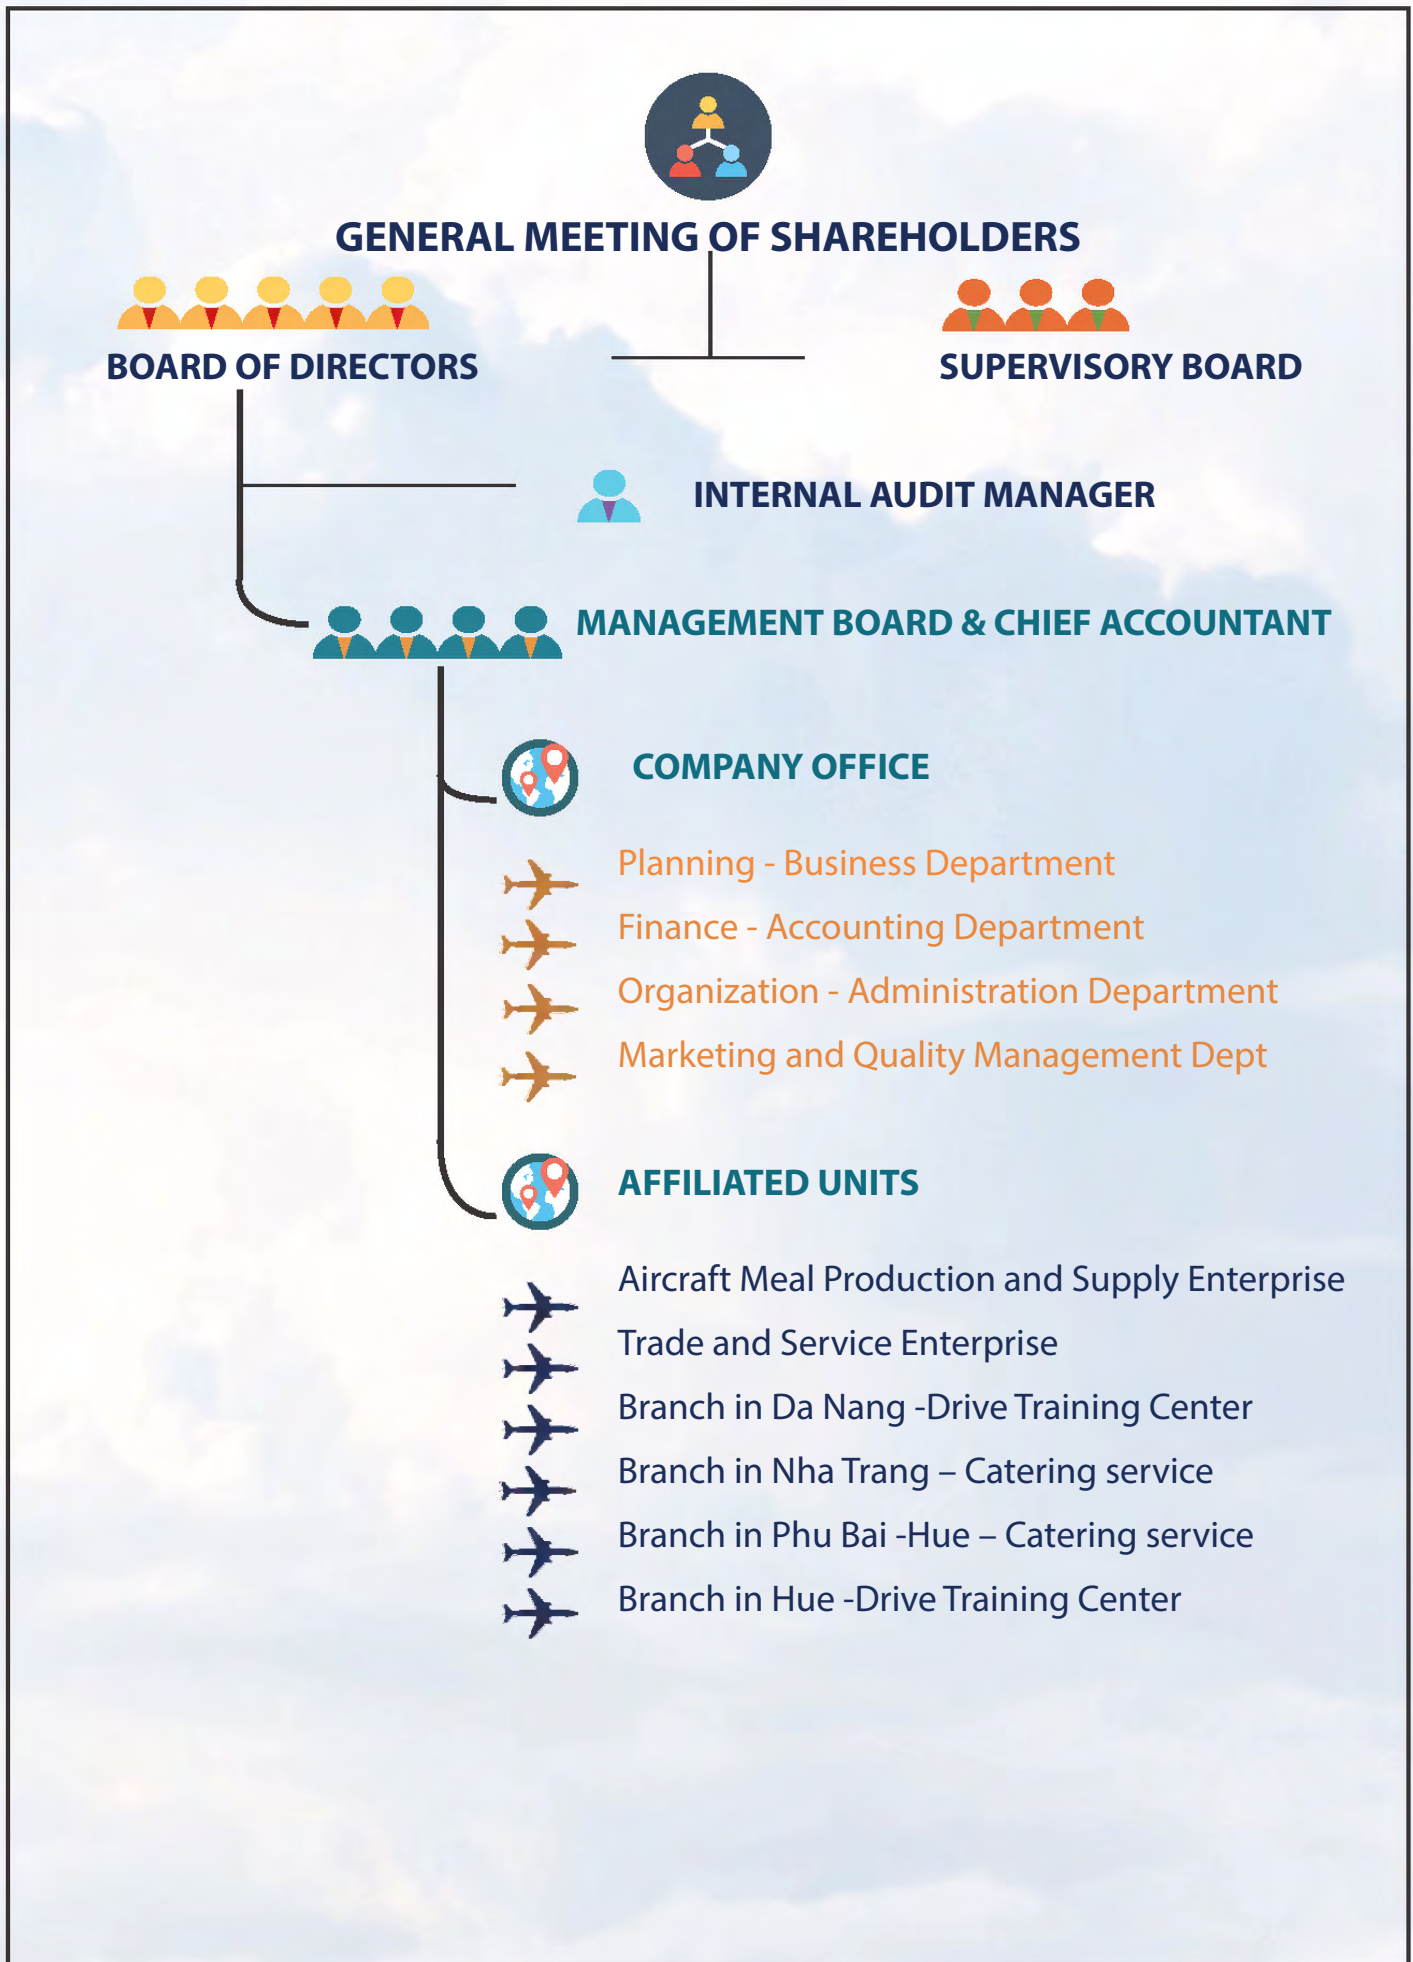 GENERAL MEETING OF SHAREHOLDERS
BOARD OF DIRECTORS
SUPERVISORY BOARD
INTERNAL AUDIT MANAGER
MANAGEMENT BOARD & CHIEF ACCOUNTANT
COMPANY OFFICE
Planning - Business Department
Finance - Accounting Department
Organization - Administration Department
Marketing and Quality Management Dept
AFFILIATED UNITS
Aircraft Meal Production and Supply Enterprise
Trade and Service Enterprise
Branch in Da Nang -Drive Training Center
Branch in Nha Trang – Catering service
Branch in Phu Bai -Hue – Catering service
Branch in Hue -Drive Training Center